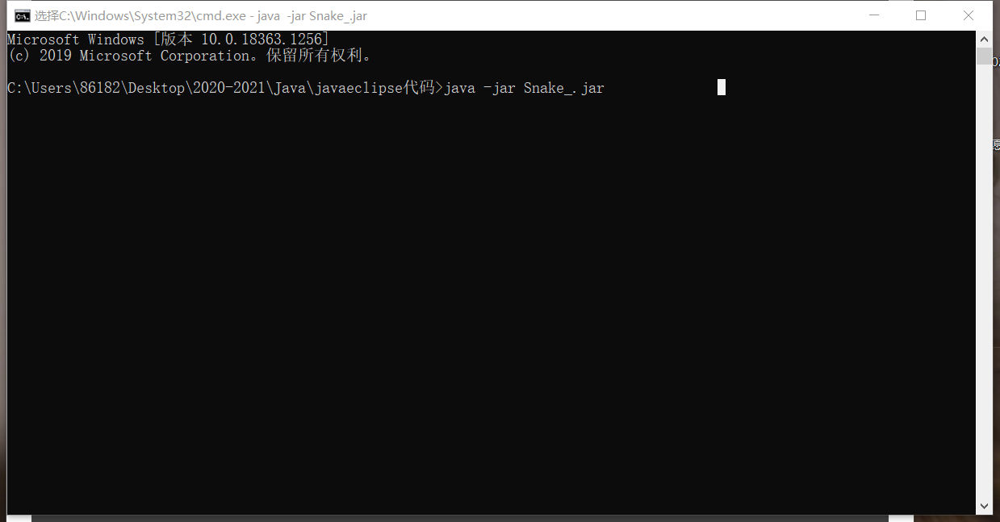 选择C:\Windows\System32\cmd.exe - java  -jar Snake_.jar
Microsoft Windows [版本 10.0.18363.1256]
(c) 2019 Microsoft Corporation。保留所有权利。
C:\Users\86182\Desktop\2020-2021\Java\javaeclipse代码>java -jar Snake_.jar